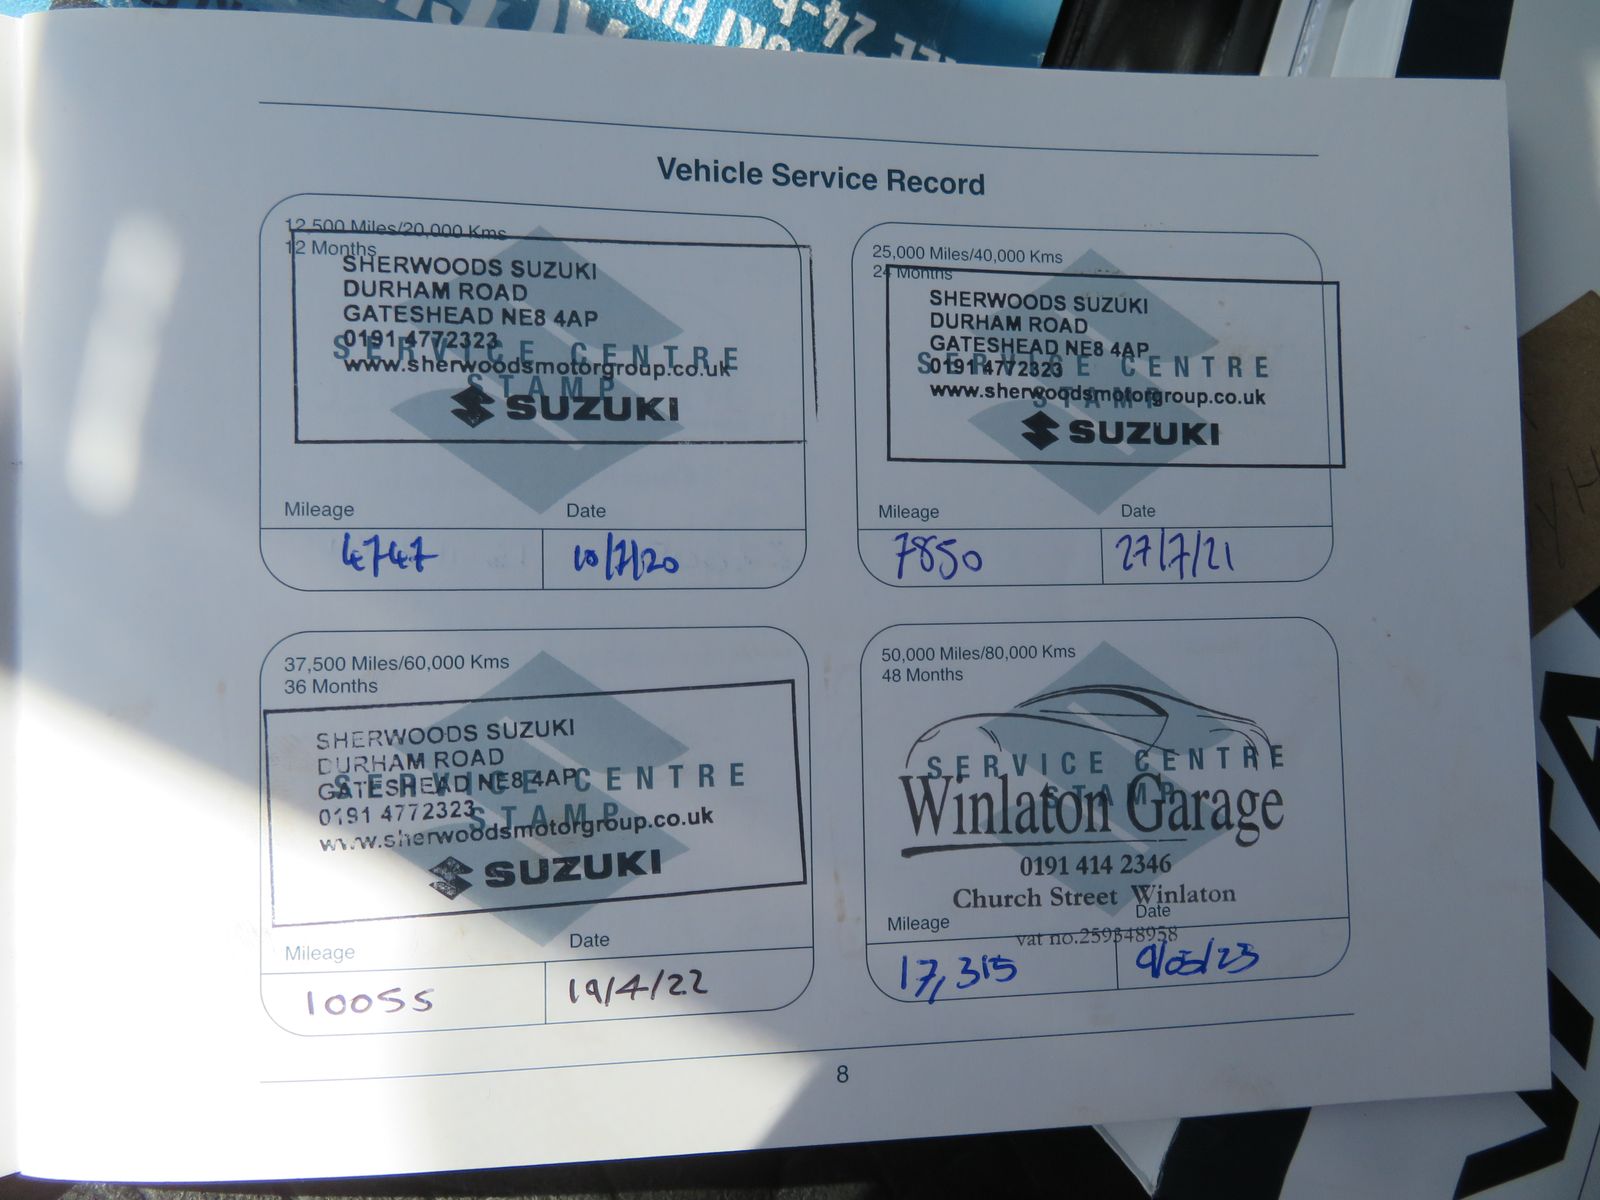 Vehicle Service Record
12,500 Miles/20,000 Kms
12 Months
SHERWOODS SUZUKI
DURHAM ROAD
GATESHEAD NE8 4AP
0191 4772323
SERVICE CENTRE
www.sherwoodsmotorgroup.co.uk
STAMP
SUZUKI
Mileage Date
4747 10/7/20
25,000 Miles/40,000 Kms
24 Months
SHERWOODS SUZUKI
DURHAM ROAD
GATESHEAD NE8 4AP
0191 4772323
SERVICE CENTRE
www.sherwoodsmotorgroup.co.uk
STAMP
SUZUKI
Mileage Date
7850 27/7/21
37,500 Miles/60,000 Kms
36 Months
SHERWOODS SUZUKI
DURHAM ROAD
GATESHEAD NE8 4AP
SERVICE CENTRE
0191 4772323
STAMP
www.sherwoodsmotorgroup.co.uk
SUZUKI
Mileage Date
10055 19/4/22
50,000 Miles/80,000 Kms
48 Months
SERVICE CENTRE
STAMP
Winlaton Garage
0191 414 2346
Church Street Winlaton
Mileage Date
vat no.259348958
17,315 9/03/23
8